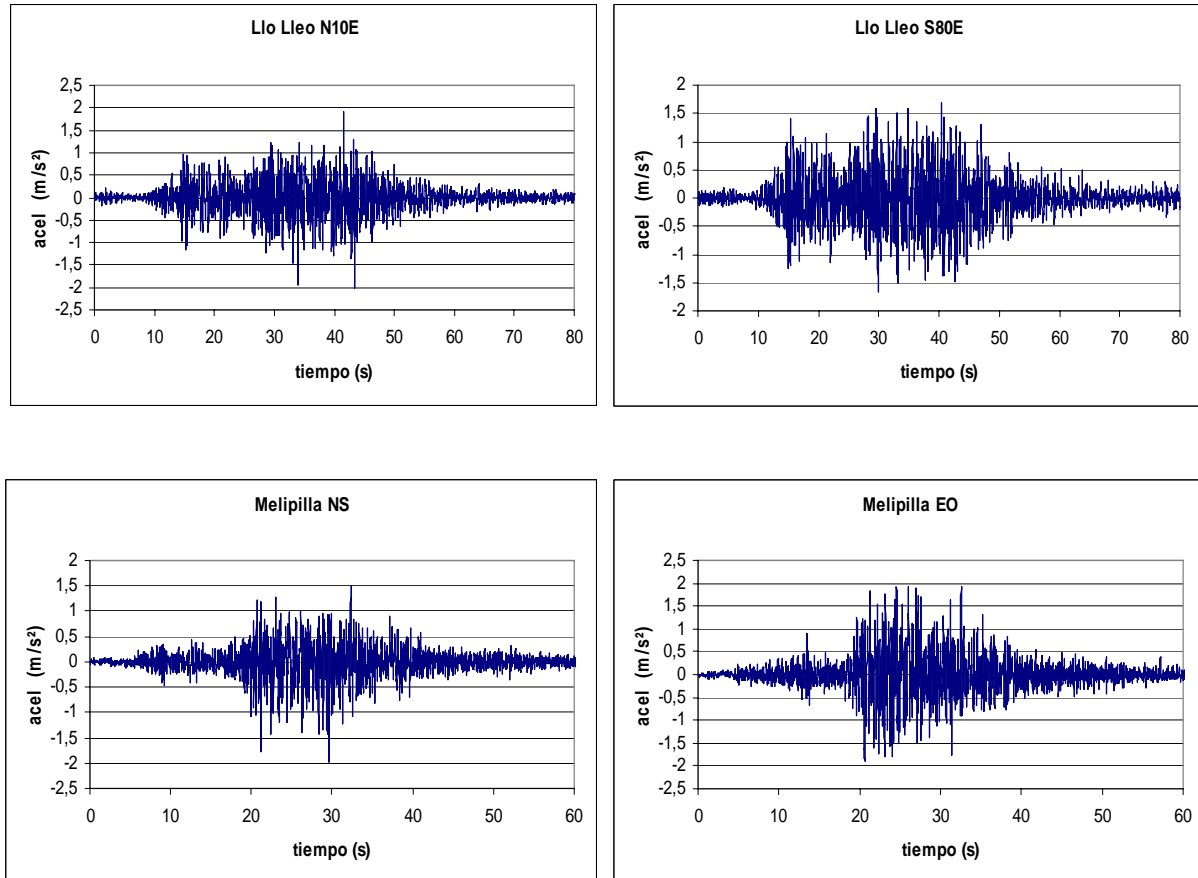 Llo Lleo N10E
2,5
2
1,5
1
0,5
0
-0,5
-1
-1,5
-2
-2,5
acel (m/s²)
0 10 20 30 40 50 60 70 80
tiempo (s)
Llo Lleo S80E
2
1,5
1
0,5
0
-0,5
-1
-1,5
-2
acel (m/s²)
0 10 20 30 40 50 60 70 80
tiempo (s)
Melipilla NS
2
1,5
1
0,5
0
-0,5
-1
-1,5
-2
-2,5
acel (m/s²)
0 10 20 30 40 50 60
tiempo (s)
Melipilla EO
2,5
2
1,5
1
0,5
0
-0,5
-1
-1,5
-2
-2,5
acel (m/s²)
0 10 20 30 40 50 60
tiempo (s)